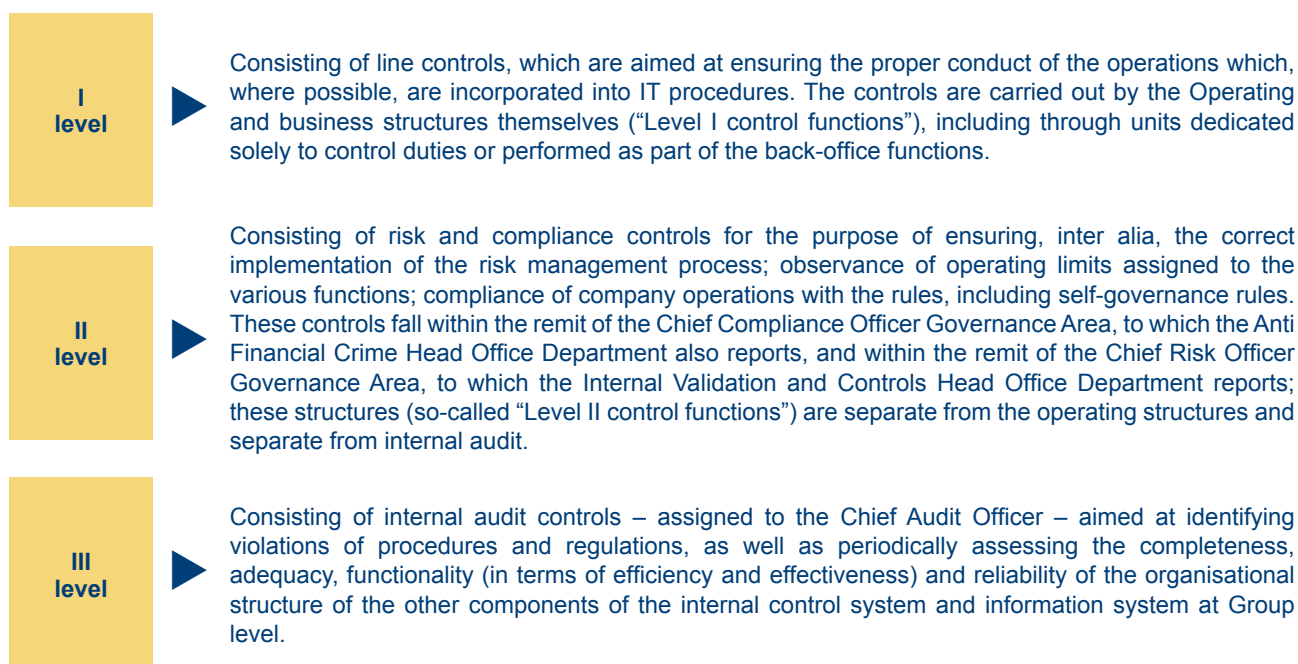 I
level
Consisting of line controls, which are aimed at ensuring the proper conduct of the operations which,
where possible, are incorporated into IT procedures. The controls are carried out by the Operating
and business structures themselves (“Level I control functions”), including through units dedicated
solely to control duties or performed as part of the back-office functions.
II
level
Consisting of risk and compliance controls for the purpose of ensuring, inter alia, the correct
implementation of the risk management process; observance of operating limits assigned to the
various functions; compliance of company operations with the rules, including self-governance rules.
These controls fall within the remit of the Chief Compliance Officer Governance Area, to which the Anti
Financial Crime Head Office Department also reports, and within the remit of the Chief Risk Officer
Governance Area, to which the Internal Validation and Controls Head Office Department reports;
these structures (so-called “Level II control functions”) are separate from the operating structures and
separate from internal audit.
III
level
Consisting of internal audit controls – assigned to the Chief Audit Officer – aimed at identifying
violations of procedures and regulations, as well as periodically assessing the completeness,
adequacy, functionality (in terms of efficiency and effectiveness) and reliability of the organisational
structure of the other components of the internal control system and information system at Group
level.